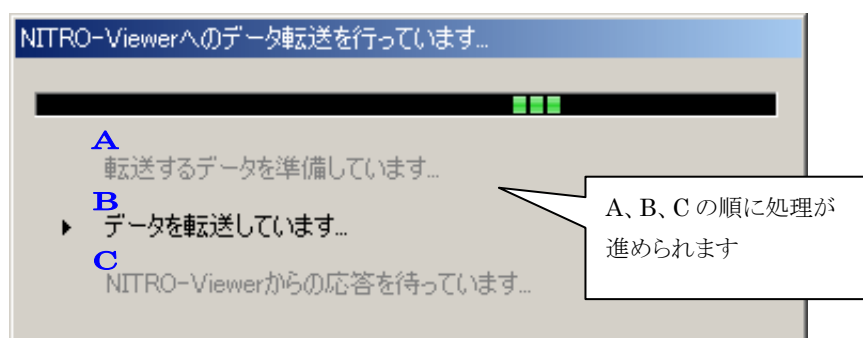 NITRO-Viewerへのデータ転送を行っています...
A
転送するデータを準備しています...
B
データを転送しています...
C
NITRO-Viewerからの応答を待っています...
A、B、C の順に処理が
進められます